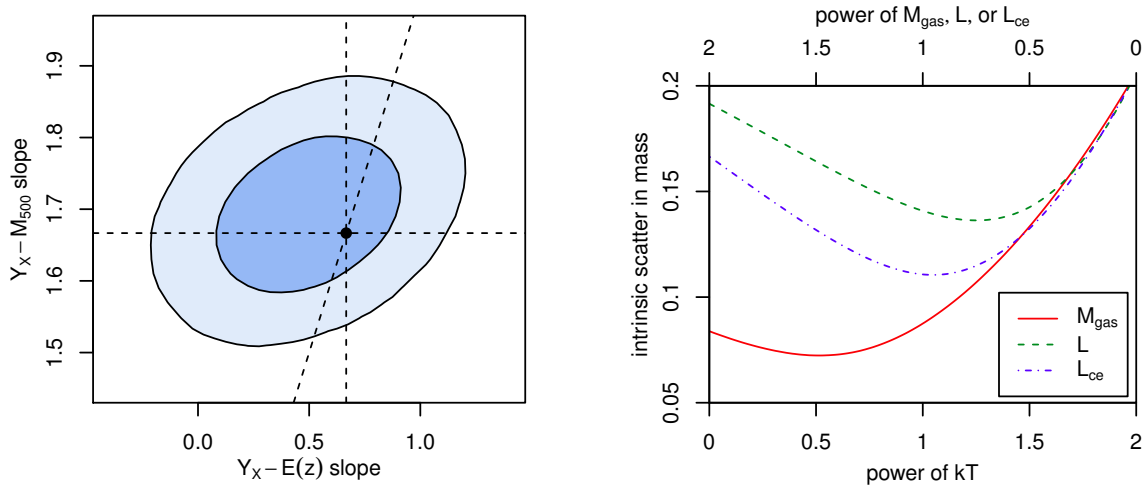 1.5 1.6 1.7 1.8 1.9
Y_X − M_500 slope
0.0 0.5 1.0
Y_X − E(z) slope
power of M_gas, L, or L_ce
2 1.5 1 0.5 0
0.05 0.1 0.15 0.2
intrinsic scatter in mass
M_gas
L
L_ce
0 0.5 1 1.5 2
power of kT